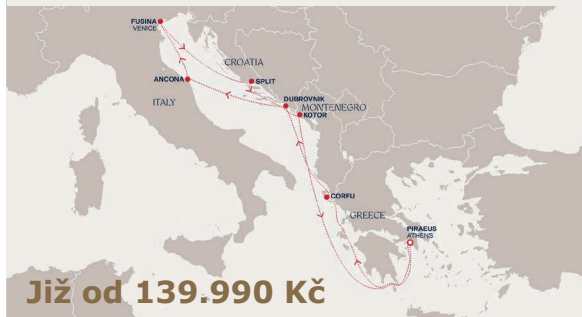 FUSINA
VENICE
CROATIA
ANCONA
SPLIT
ITALY
DUBROVNIK
MONTENEGRO
KOTOR
CORFU
GREECE
PIRAEUS
ATHENS
Již od 139.990 Kč